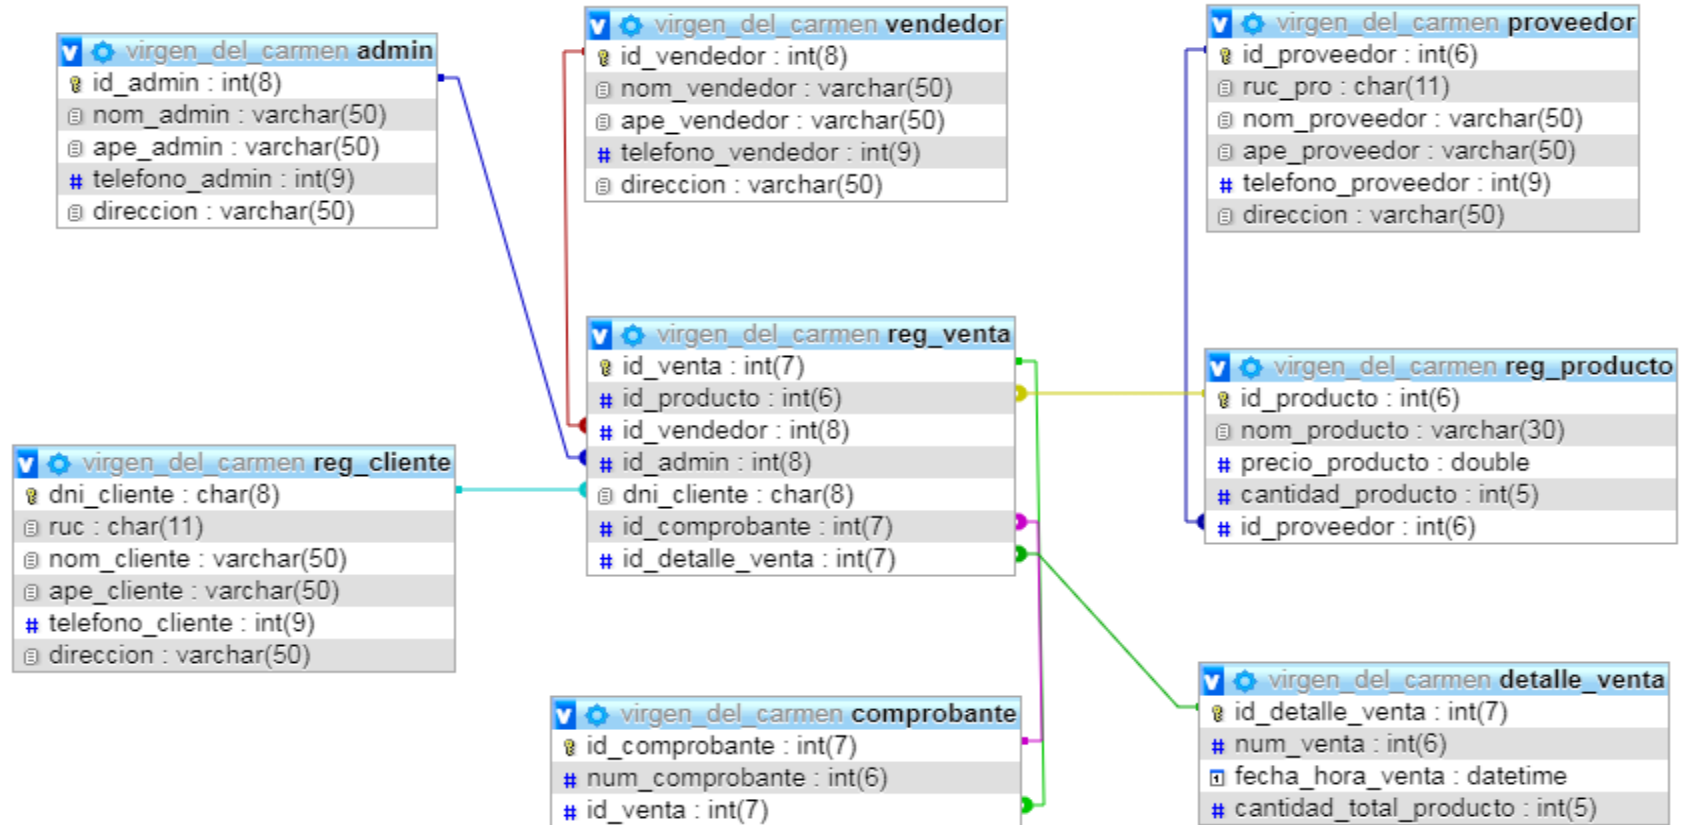 virgen_del_carmen admin
id_admin : int(8)
nom_admin : varchar(50)
ape_admin : varchar(50)
telefono_admin : int(9)
direccion : varchar(50)
virgen_del_carmen vendedor
id_vendedor : int(8)
nom_vendedor : varchar(50)
ape_vendedor : varchar(50)
telefono_vendedor : int(9)
direccion : varchar(50)
virgen_del_carmen proveedor
id_proveedor : int(6)
ruc_pro : char(11)
nom_proveedor : varchar(50)
ape_proveedor : varchar(50)
telefono_proveedor : int(9)
direccion : varchar(50)
virgen_del_carmen reg_cliente
dni_cliente : char(8)
ruc : char(11)
nom_cliente : varchar(50)
ape_cliente : varchar(50)
telefono_cliente : int(9)
direccion : varchar(50)
virgen_del_carmen reg_venta
id_venta : int(7)
id_producto : int(6)
id_vendedor : int(8)
id_admin : int(8)
dni_cliente : char(8)
id_comprobante : int(7)
id_detalle_venta : int(7)
virgen_del_carmen reg_producto
id_producto : int(6)
nom_producto : varchar(30)
precio_producto : double
cantidad_producto : int(5)
id_proveedor : int(6)
virgen_del_carmen comprobante
id_comprobante : int(7)
num_comprobante : int(6)
id_venta : int(7)
virgen_del_carmen detalle_venta
id_detalle_venta : int(7)
num_venta : int(6)
fecha_hora_venta : datetime
cantidad_total_producto : int(5)